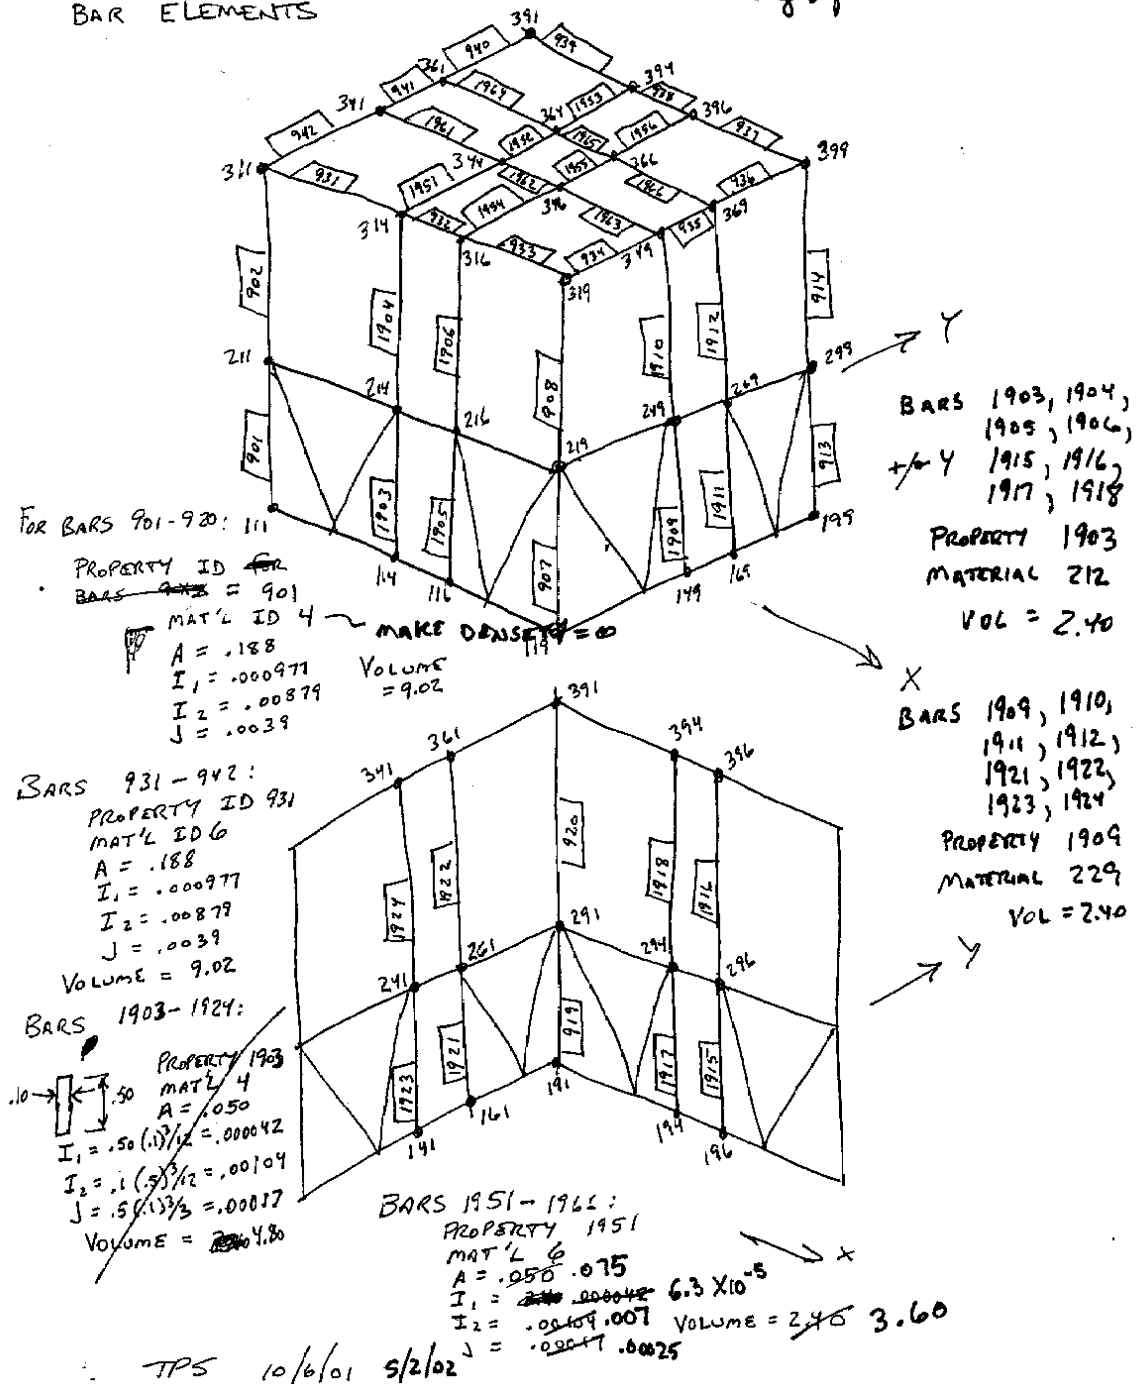 BAR ELEMENTS
391
940
939
361
394
941
1964
1953
938
396
341
364
1956
937
942
1961
1952
1965
399
311
344
1955
366
931
1951
1962
1966
936
346
369
314
932
1954
1963
935
316
933
934
349
319
902
1904
1906
908
1910
1912
914
Y
211
214
216
219
249
269
299
901
1903
1905
907
1909
1911
913
111
114
116
119
149
169
199
X
BARS 1903, 1904,
1905, 1906,
+/- Y 1915, 1916,
1917, 1918
PROPERTY 1903
MATERIAL 212
VOL = 2.40
BARS 1909, 1910,
1911, 1912,
1921, 1922,
1923, 1924
PROPERTY 1909
MATERIAL 229
VOL = 2.40
FOR BARS 901-920:
PROPERTY ID FOR
BARS = 901
MAT'L ID 4
MAKE DENSITY = 0
A = .188
I1 = .000977
I2 = .00879
J = .0039
VOLUME
= 9.02
BARS 931-942:
PROPERTY ID 931
MAT'L ID 6
A = .188
I1 = .000977
I2 = .00879
J = .0039
VOLUME = 9.02
BARS 1903-1924:
PROPERTY 1903
MAT'L 4
.10
.50
A = .050
I1 = .50(.1)³/12 = .000042
I2 = .1(.5)³/12 = .00104
J = .5(.1)³/3 = .00017
VOLUME = 4.80
391
361
394
341
396
1924
1922
920
1918
1916
241
261
291
294
296
1923
1921
919
1917
1915
141
161
191
194
196
Y
X
BARS 1951-1966:
PROPERTY 1951
MAT'L 6
A = .050 .075
I1 = .000042 6.3 X10⁻⁵
I2 = .00104 .007
VOLUME = 2.40 3.60
J = .00017 .00025
TPS 10/6/01 5/2/02